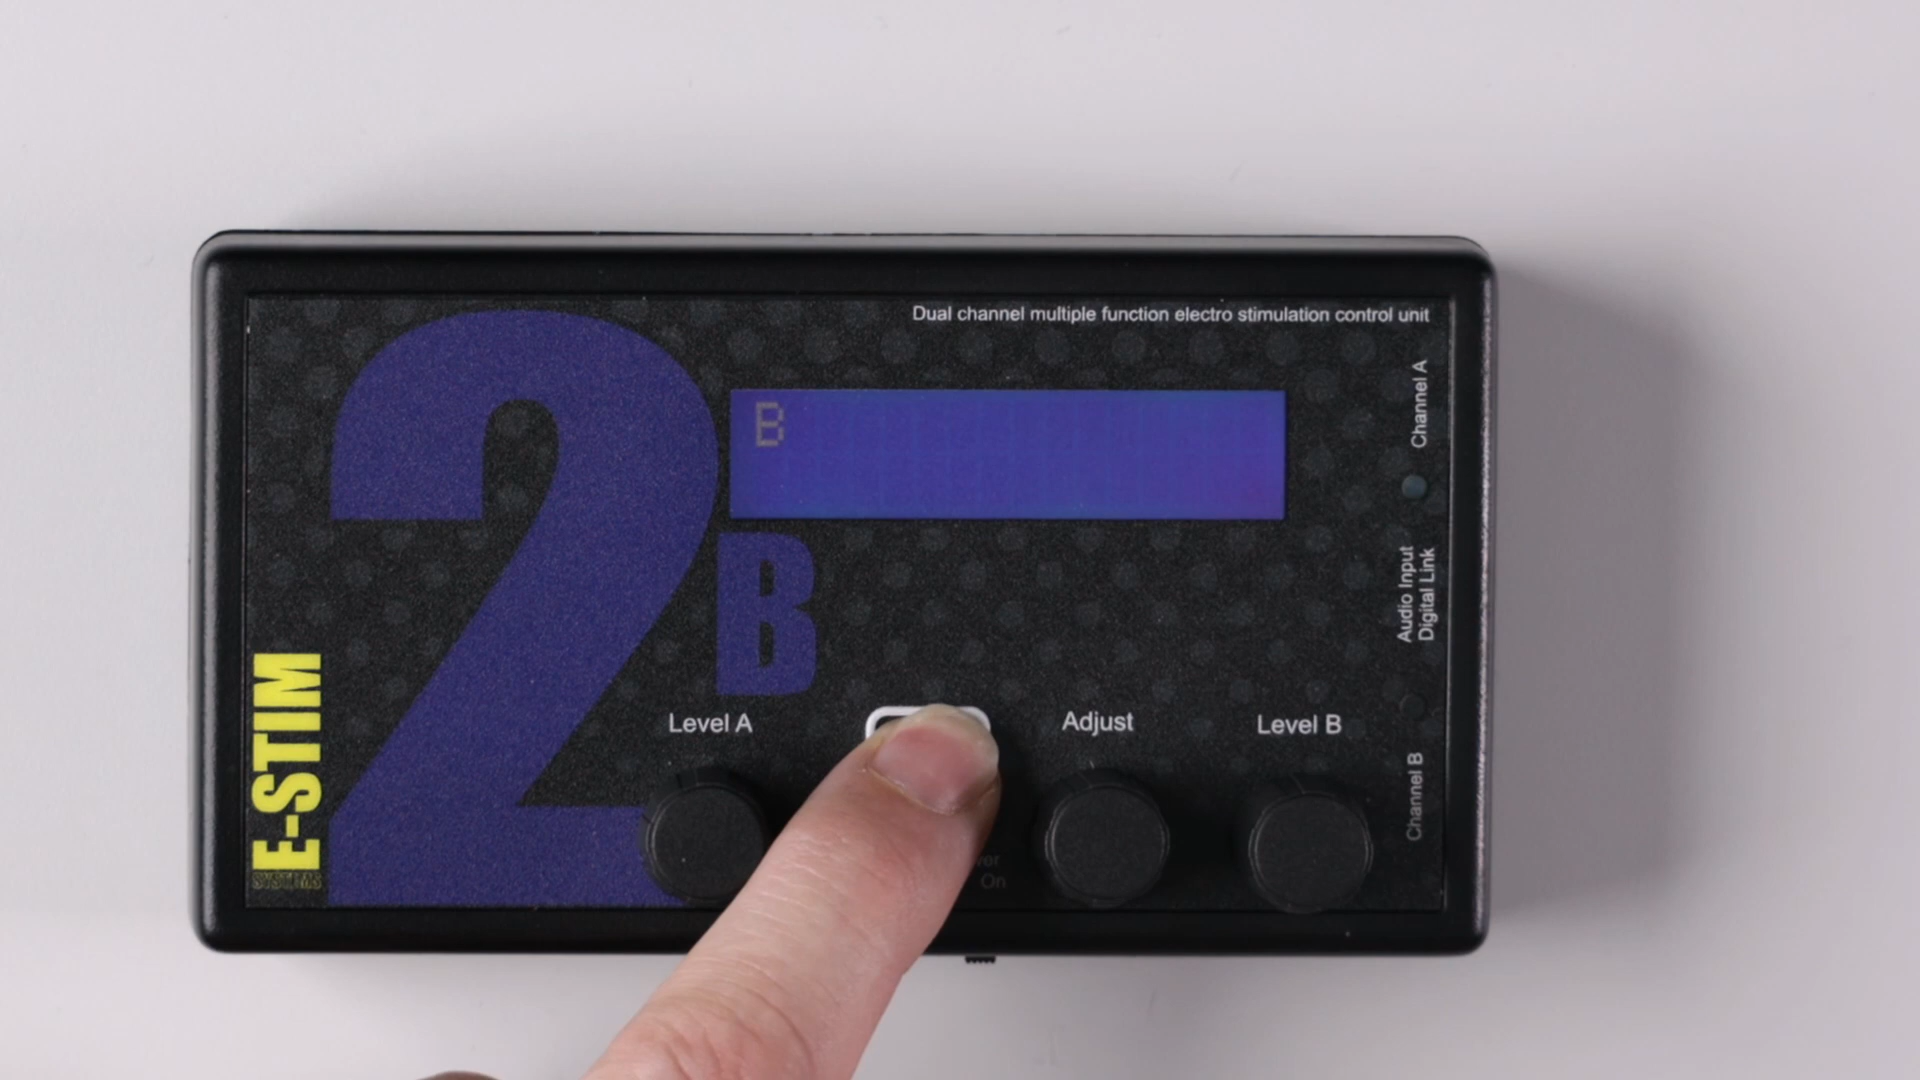 Dual channel multiple function electro stimulation control unit
Channel A
B
2
B
Audio Input
Digital Link
E-STIM
SYSTEMS
Level A
Adjust
Level B
Channel B
On